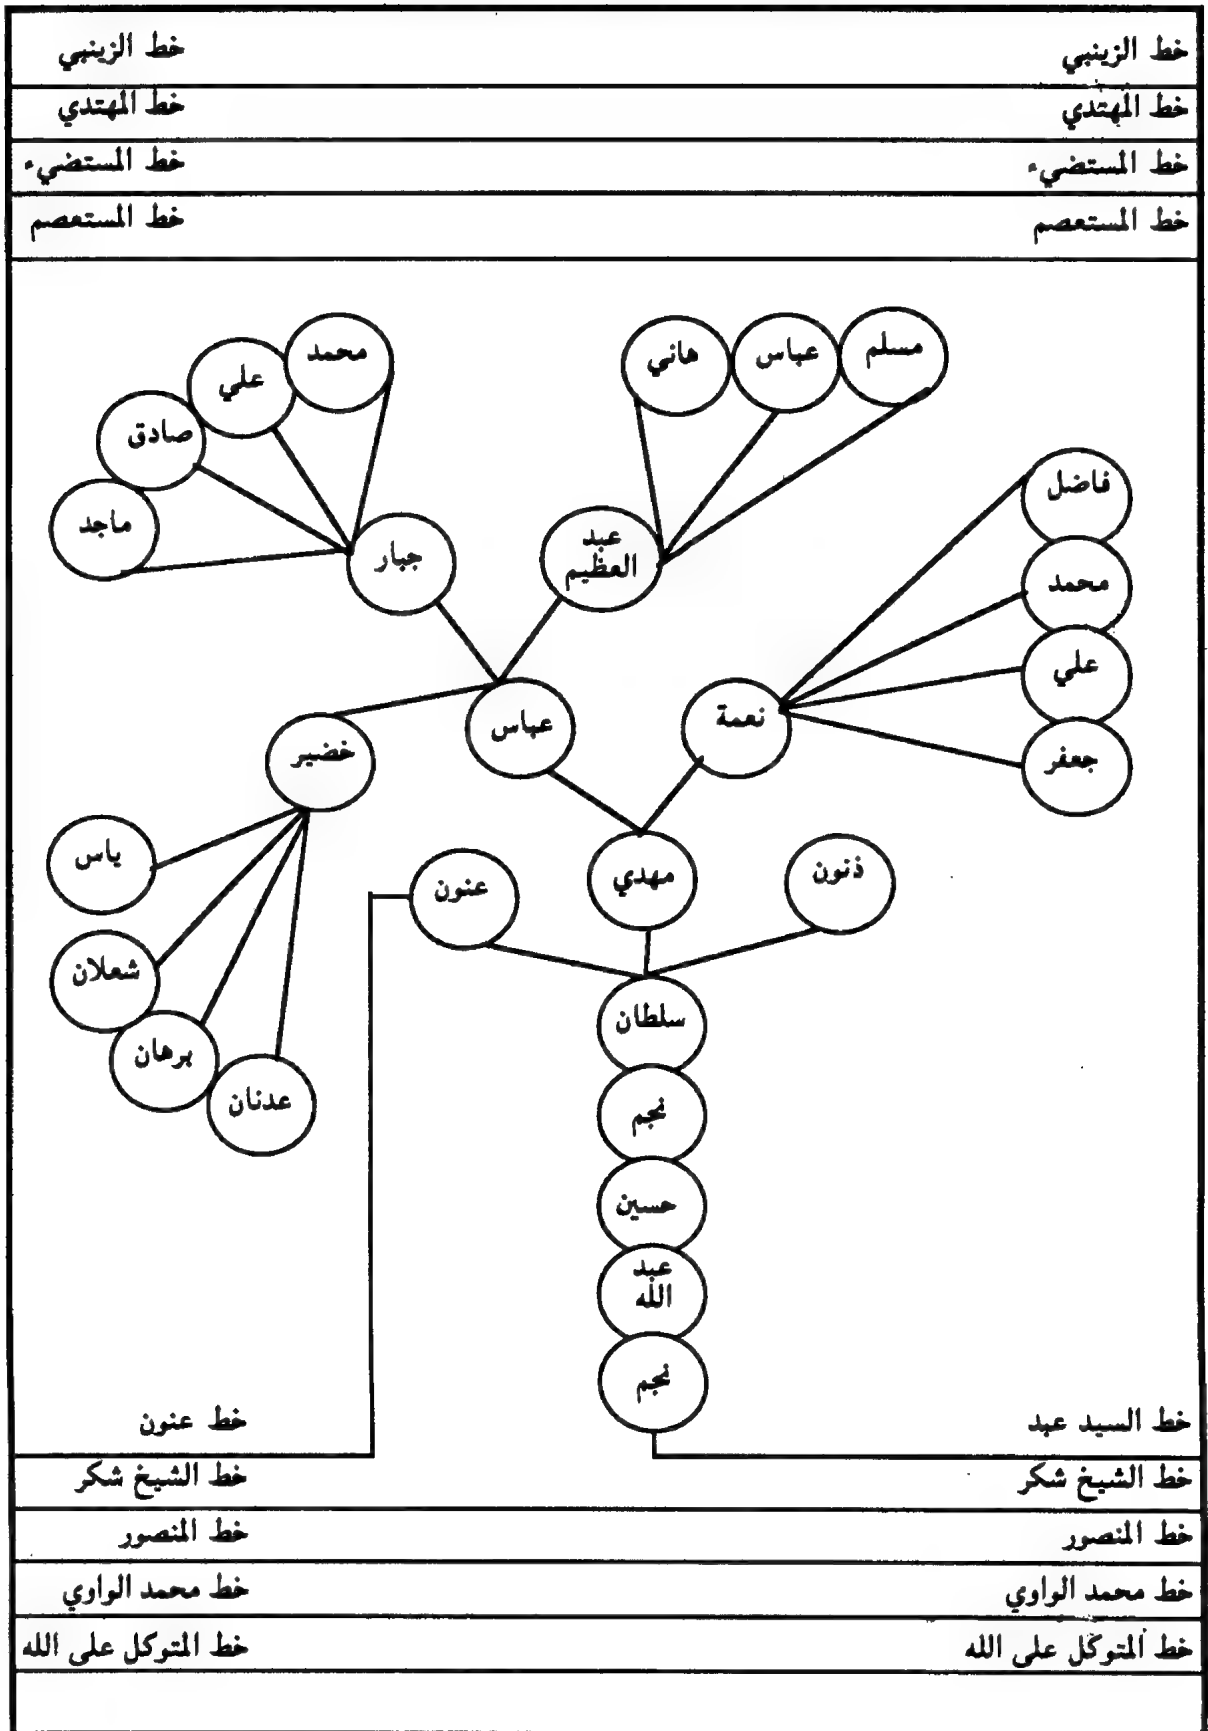 خط الزينبي خط الزينبي
خط المهتدي خط المهتدي
خط المستضيء خط المستضيء
خط المستعصم خط المستعصم
مسلم
عباس
هاني
محمد
علي
صادق
ماجد
عبد
العظيم
جبار
فاضل
محمد
علي
جعفر
نعمة
عباس
خضير
ياس
شعلان
برهان
عدنان
ذنون
مهدي
عنون
سلطان
نجم
حسين
عبد
الله
نجم
خط السيد عبد خط عنون
خط الشيخ شكر خط الشيخ شكر
خط المنصور خط المنصور
خط محمد الواوي خط محمد الواوي
خط المتوكل على الله خط المتوكل على الله